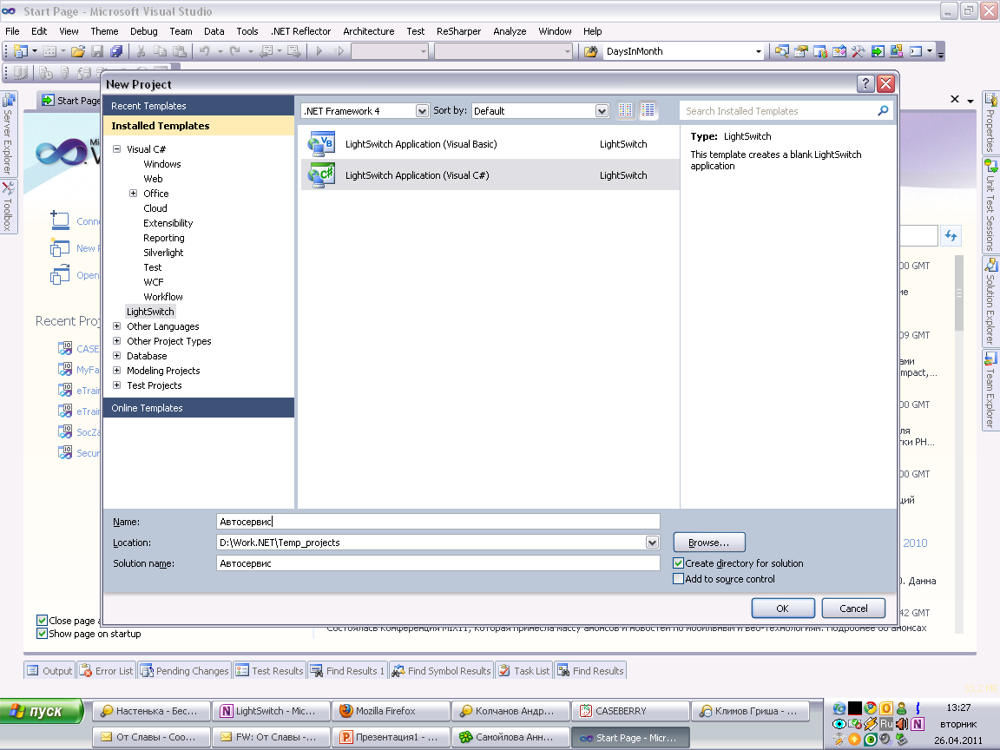 Start Page - Microsoft Visual Studio
File Edit View Theme Debug Team Data Tools .NET Reflector Architecture Test ReSharper Analyze Window Help
DaysInMonth
Start Page
Server Explorer
Toolbox
Properties
Unit Test Sessions
Solution Explorer
Team Explorer
New Project
Recent Templates
Installed Templates
Visual C#
Windows
Web
Office
Cloud
Extensibility
Reporting
Silverlight
Test
WCF
Workflow
LightSwitch
Other Languages
Other Project Types
Database
Modeling Projects
Test Projects
Online Templates
.NET Framework 4 Sort by: Default Search Installed Templates
LightSwitch Application (Visual Basic) LightSwitch
LightSwitch Application (Visual C#) LightSwitch
Type: LightSwitch
This template creates a blank LightSwitch
application
Name: Автосервис
Location: D:\Work.NET\Temp_projects Browse...
Solution name: Автосервис Create directory for solution
Add to source control
OK Cancel
Recent Proj
CASE
MyFa
eTrai
eTrai
SocZa
Secur
00 GMT
09 GMT
mpact,...
00 GMT
тки PH...
00 GMT
2010
Данна
42 GMT
Close page
Show page on startup
Состоялась конференция MIX11, которая принесла массу анонсов и новостей по мобильным и веб-технологиям. Подробнее об анонсах
Output Error List Pending Changes Test Results Find Results 1 Find Symbol Results Task List Find Results
33,2 МБ
пуск
Настенька - Бес... LightSwitch - Mic... Mozilla Firefox Колчанов Андр... CASEBERRY Климов Гриша - ...
От Славы - Соо... FW: От Славы -... Презентация1 - ... Самойлова Анн... Start Page - Micr...
Ru
13:27
вторник
26.04.2011